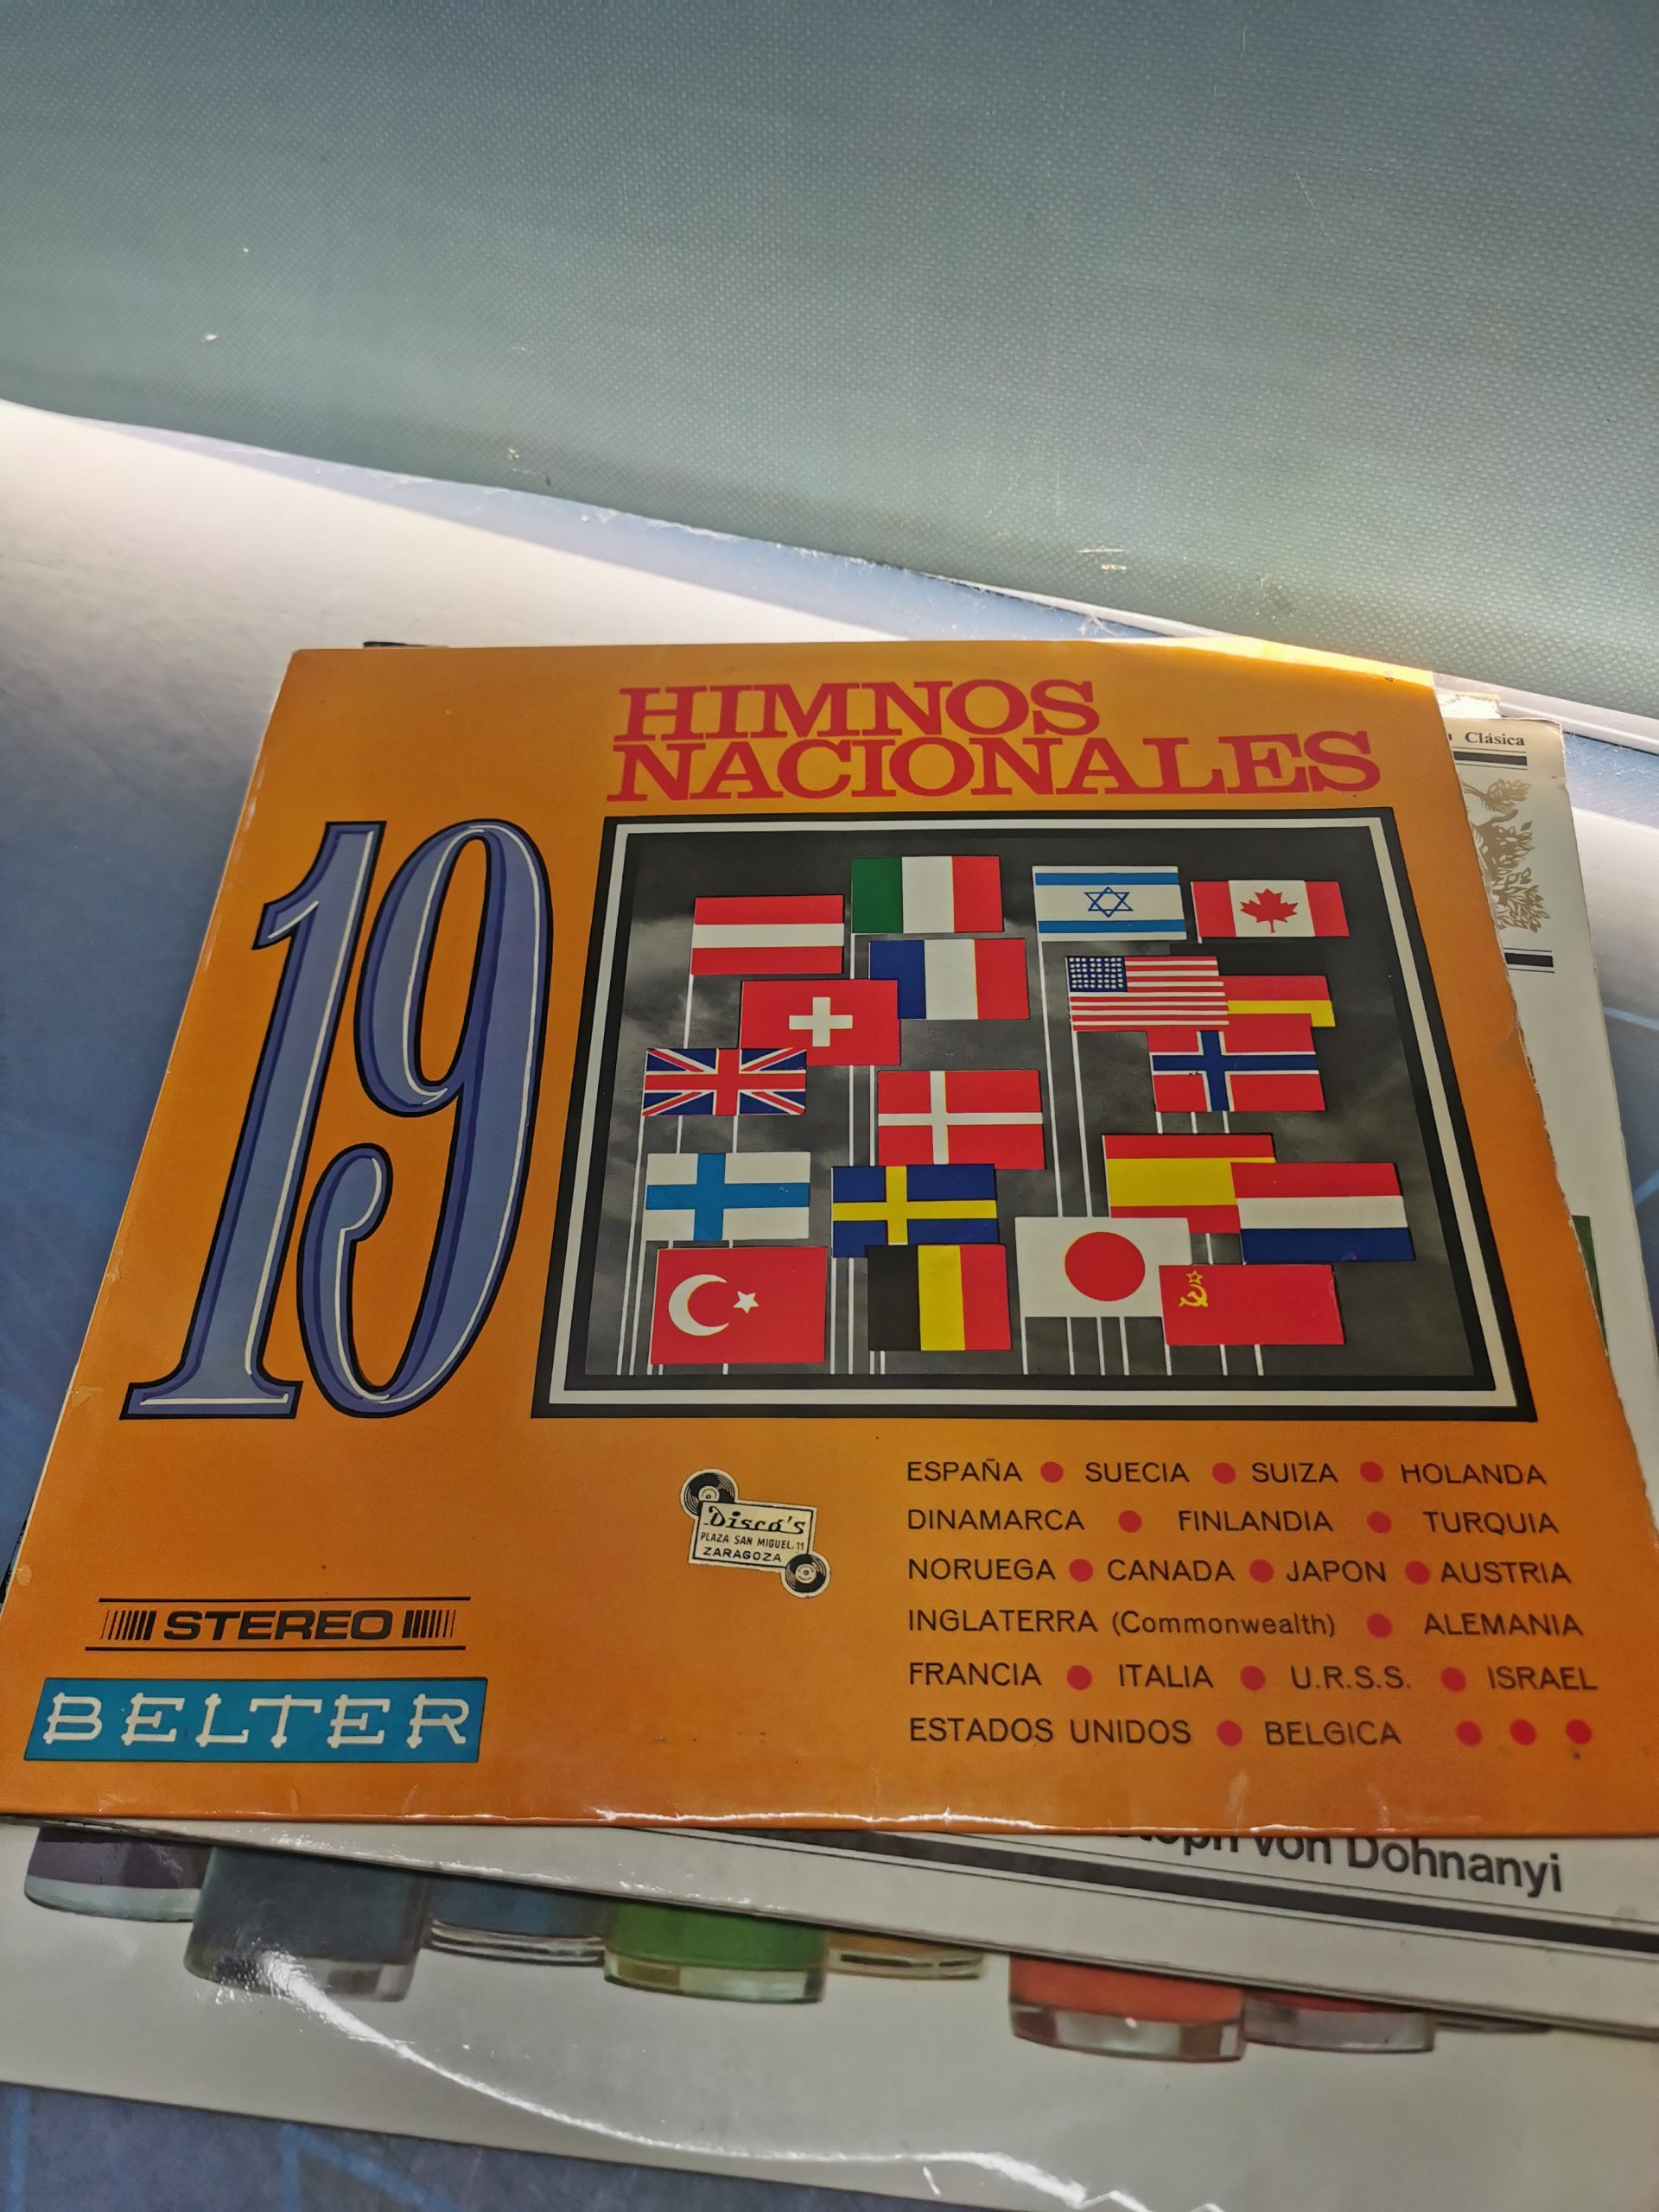 HIMNOS
NACIONALES
19
Clásica
ESPAÑA ● SUECIA ● SUIZA ● HOLANDA
DINAMARCA ● FINLANDIA ● TURQUIA
NORUEGA ● CANADA ● JAPON ● AUSTRIA
INGLATERRA (Commonwealth) ● ALEMANIA
FRANCIA ● ITALIA ● U.R.S.S. ● ISRAEL
ESTADOS UNIDOS ● BELGICA ● ● ●
Disco's
PLAZA SAN MIGUEL, 11
ZARAGOZA
STEREO
BELTER
von Dohnanyi